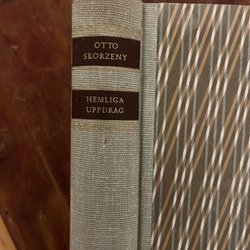 OTTO
SKORZENY
HEMLIGA
UPPDRAG